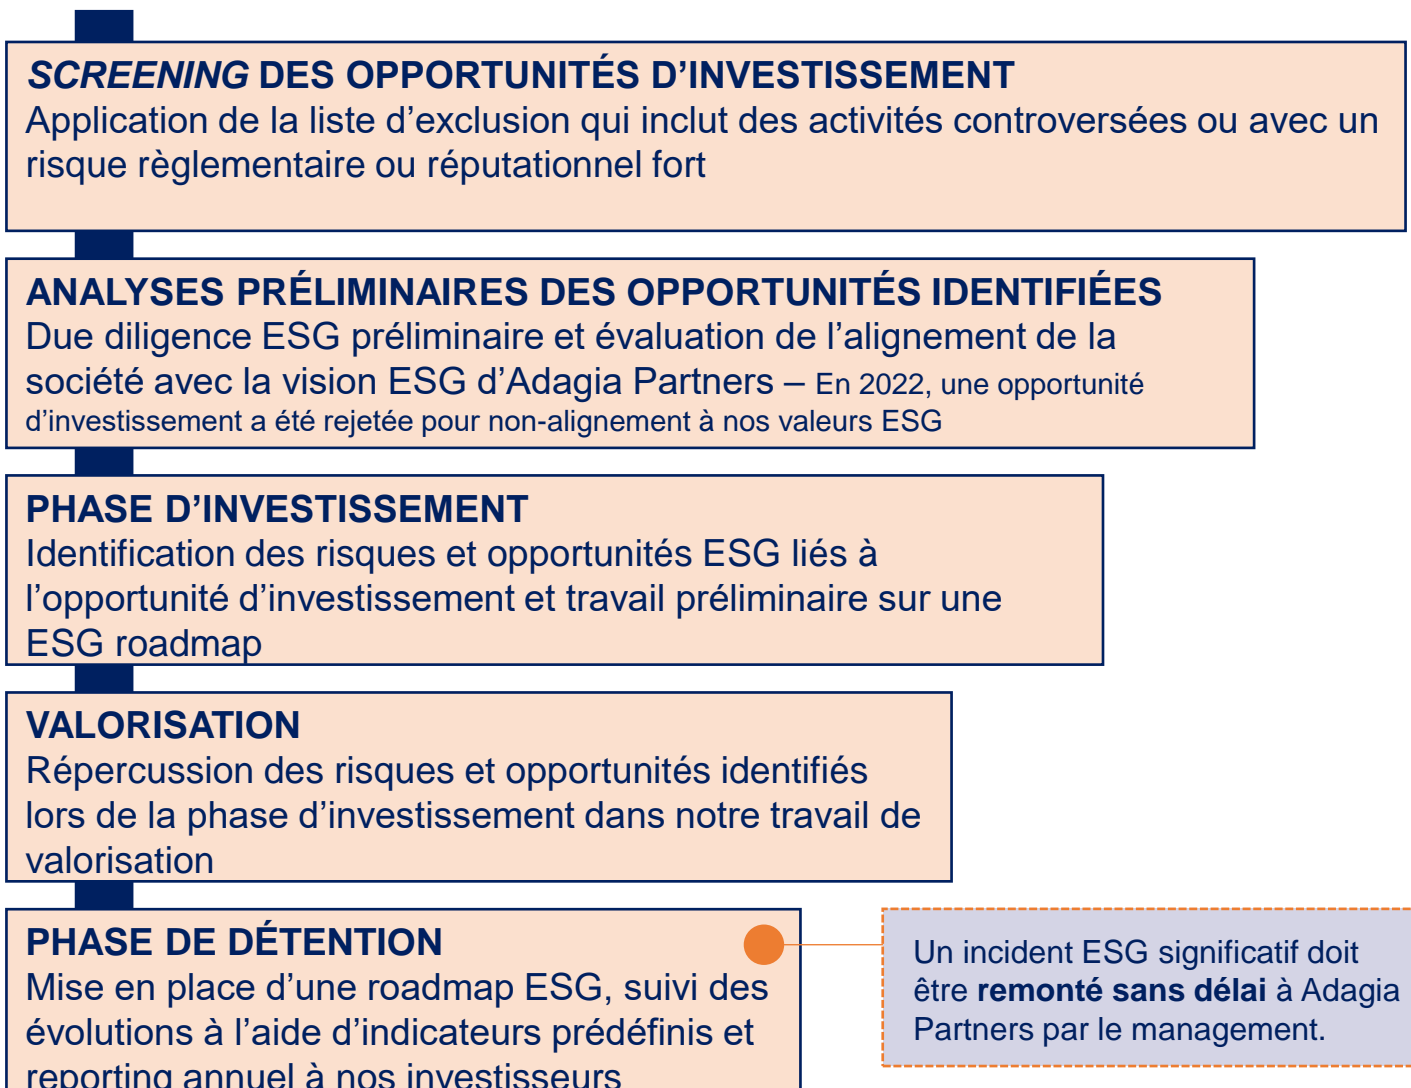 SCREENING DES OPPORTUNITÉS D’INVESTISSEMENT
Application de la liste d’exclusion qui inclut des activités controversées ou avec un
risque règlementaire ou réputationnel fort
ANALYSES PRÉLIMINAIRES DES OPPORTUNITÉS IDENTIFIÉES
Due diligence ESG préliminaire et évaluation de l’alignement de la
société avec la vision ESG d’Adagia Partners – En 2022, une opportunité
d’investissement a été rejetée pour non-alignement à nos valeurs ESG
PHASE D’INVESTISSEMENT
Identification des risques et opportunités ESG liés à
l’opportunité d’investissement et travail préliminaire sur une
ESG roadmap
VALORISATION
Répercussion des risques et opportunités identifiés
lors de la phase d’investissement dans notre travail de
valorisation
PHASE DE DÉTENTION
Mise en place d’une roadmap ESG, suivi des
évolutions à l’aide d’indicateurs prédéfinis et
reporting annuel à nos investisseurs
Un incident ESG significatif doit
être remonté sans délai à Adagia
Partners par le management.